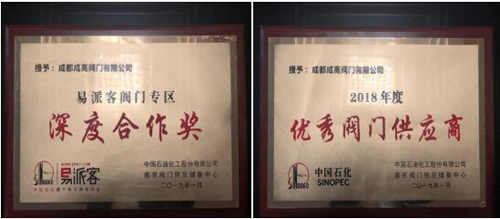 授予：成都成高阀门有限公司
易派客阀门专区
深度合作奖
SINOPEC
易派客
中国石油化工股份有限公司
南京阀门供应储备中心
二〇一九年一月
授予：成都成高阀门有限公司
2018年度
优秀阀门供应商
中国石化
SINOPEC
中国石油化工股份有限公司
南京阀门供应储备中心
二〇一九年一月